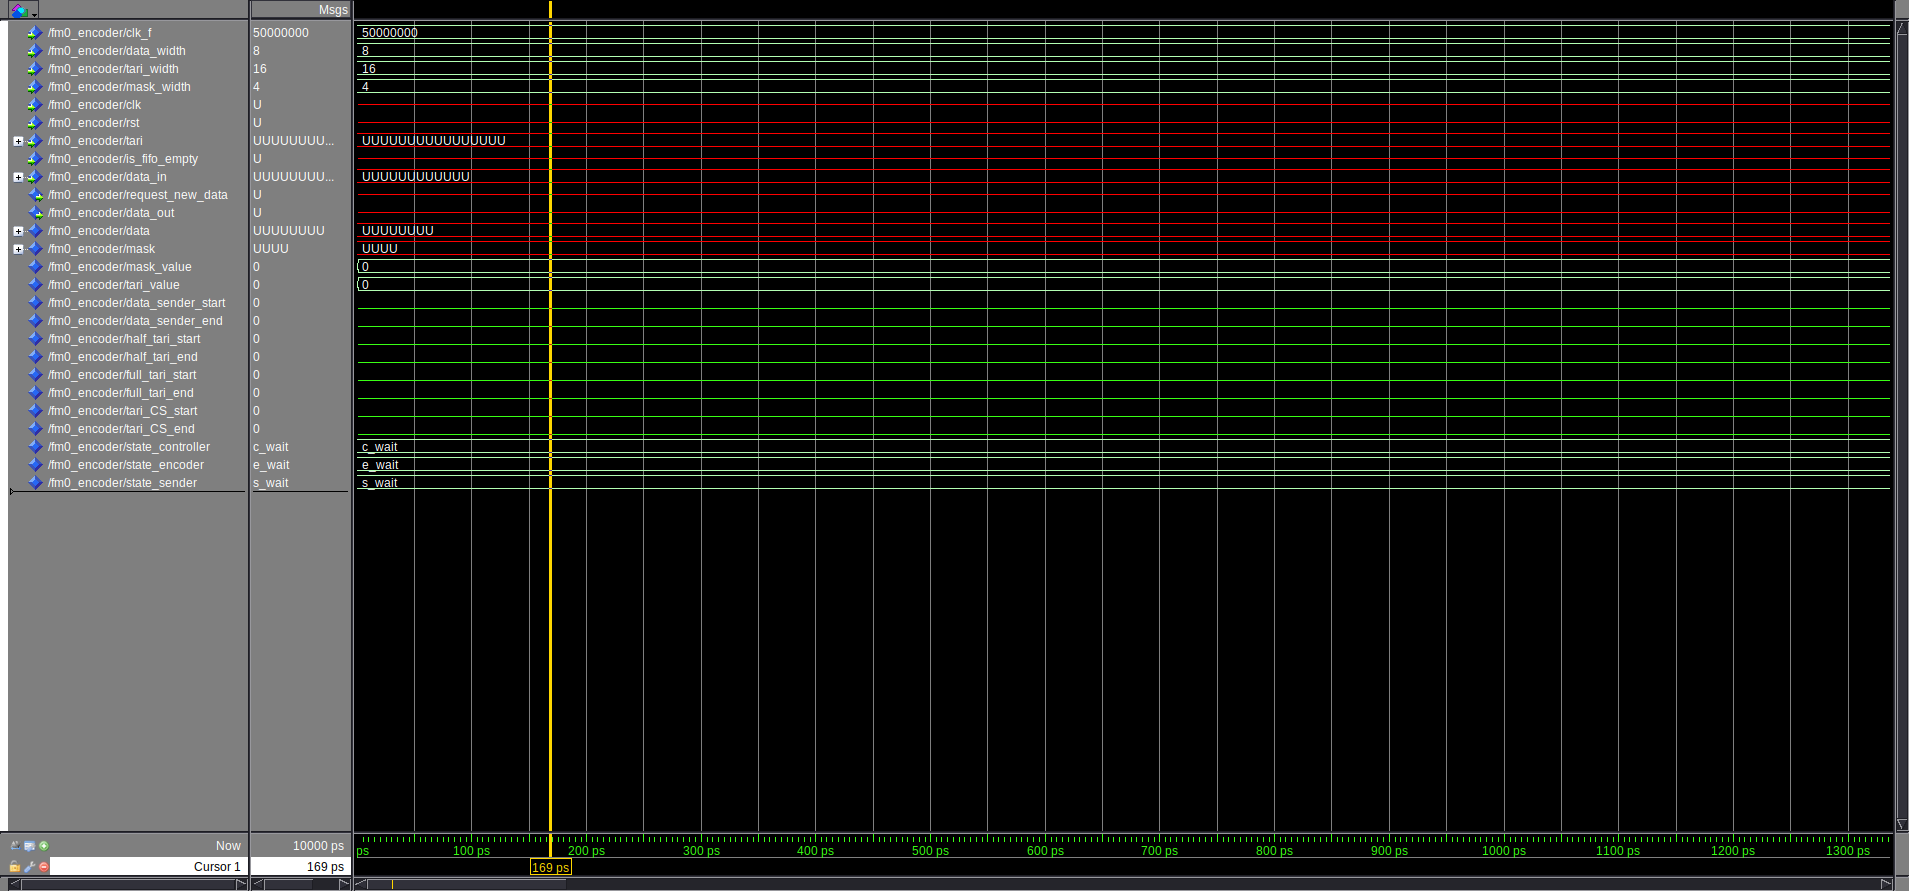 Msgs
/fm0_encoder/clk_f 50000000 50000000
/fm0_encoder/data_width 8 8
/fm0_encoder/tari_width 16 16
/fm0_encoder/mask_width 4 4
/fm0_encoder/clk U
/fm0_encoder/rst U
/fm0_encoder/tari UUUUUUUU... UUUUUUUUUUUUUUUU
/fm0_encoder/is_fifo_empty U
/fm0_encoder/data_in UUUUUUUU... UUUUUUUUUUUU
/fm0_encoder/request_new_data U
/fm0_encoder/data_out U
/fm0_encoder/data UUUUUUUU UUUUUUUU
/fm0_encoder/mask UUUU UUUU
/fm0_encoder/mask_value 0 0
/fm0_encoder/tari_value 0 0
/fm0_encoder/data_sender_start 0
/fm0_encoder/data_sender_end 0
/fm0_encoder/half_tari_start 0
/fm0_encoder/half_tari_end 0
/fm0_encoder/full_tari_start 0
/fm0_encoder/full_tari_end 0
/fm0_encoder/tari_CS_start 0
/fm0_encoder/tari_CS_end 0
/fm0_encoder/state_controller c_wait c_wait
/fm0_encoder/state_encoder e_wait e_wait
/fm0_encoder/state_sender s_wait s_wait
Now 10000 ps ps 100 ps 200 ps 300 ps 400 ps 500 ps 600 ps 700 ps 800 ps 900 ps 1000 ps 1100 ps 1200 ps 1300 ps
Cursor 1 169 ps 169 ps